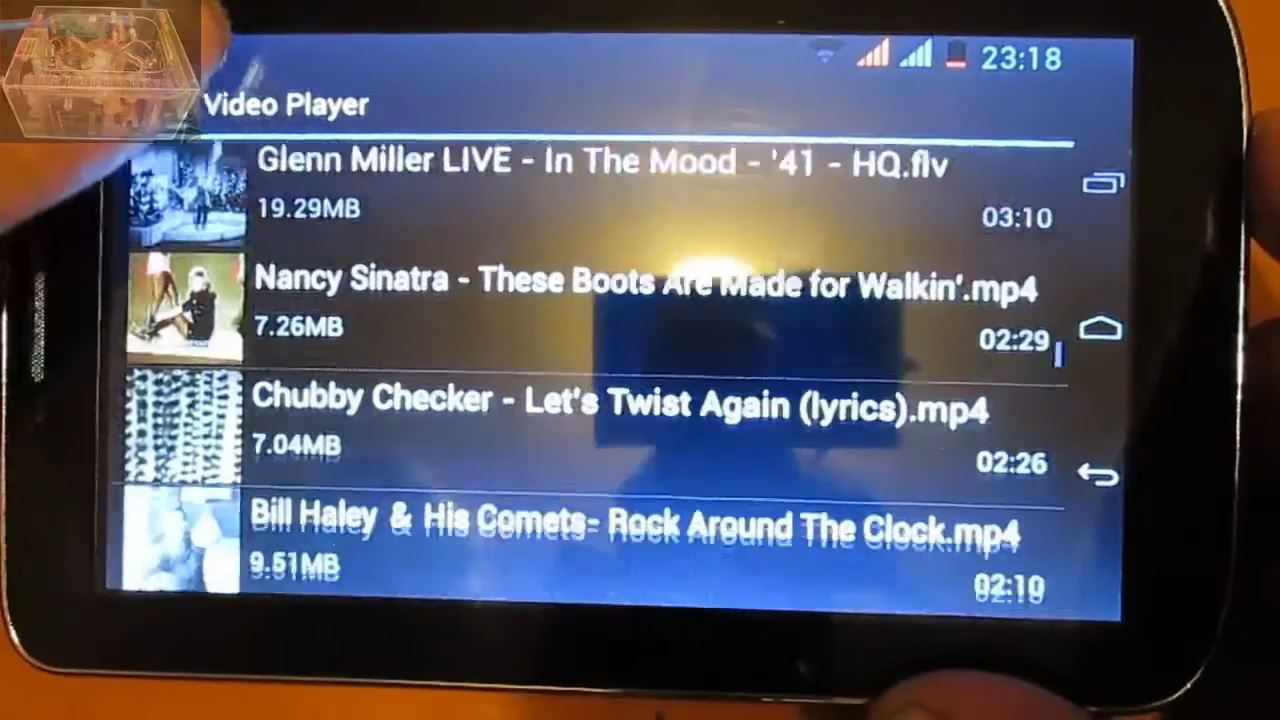 23:18
Video Player
Glenn Miller LIVE - In The Mood - '41 - HQ.flv
19.29MB
03:10
Nancy Sinatra - These Boots Are Made for Walkin'.mp4
7.26MB
02:29
Chubby Checker - Let's Twist Again (lyrics).mp4
7.04MB
02:26
Bill Haley & His Comets- Rock Around The Clock.mp4
9.51MB
02:10